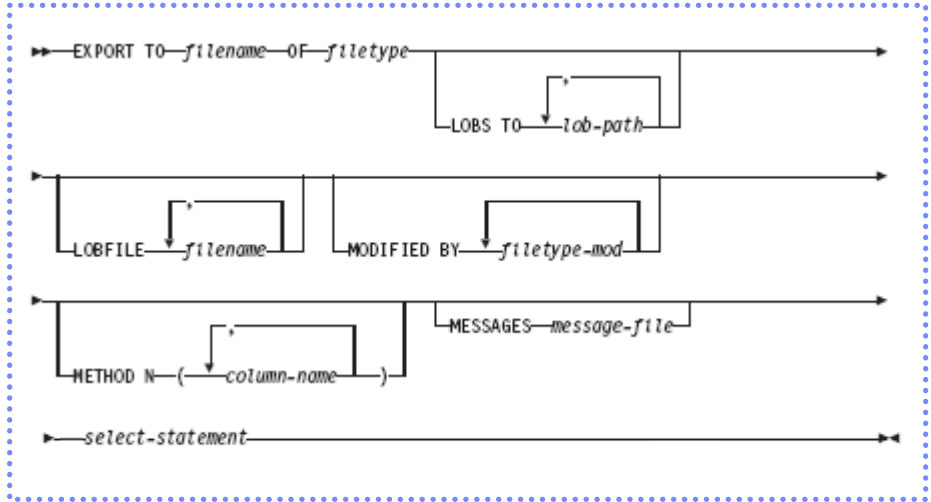 EXPORT TO filename OF filetype
,
LOBS TO lob-path
, 
LOBFILE filename MODIFIED BY filetype-mod
,
MESSAGES message-file
METHOD N ( column-name )
select-statement